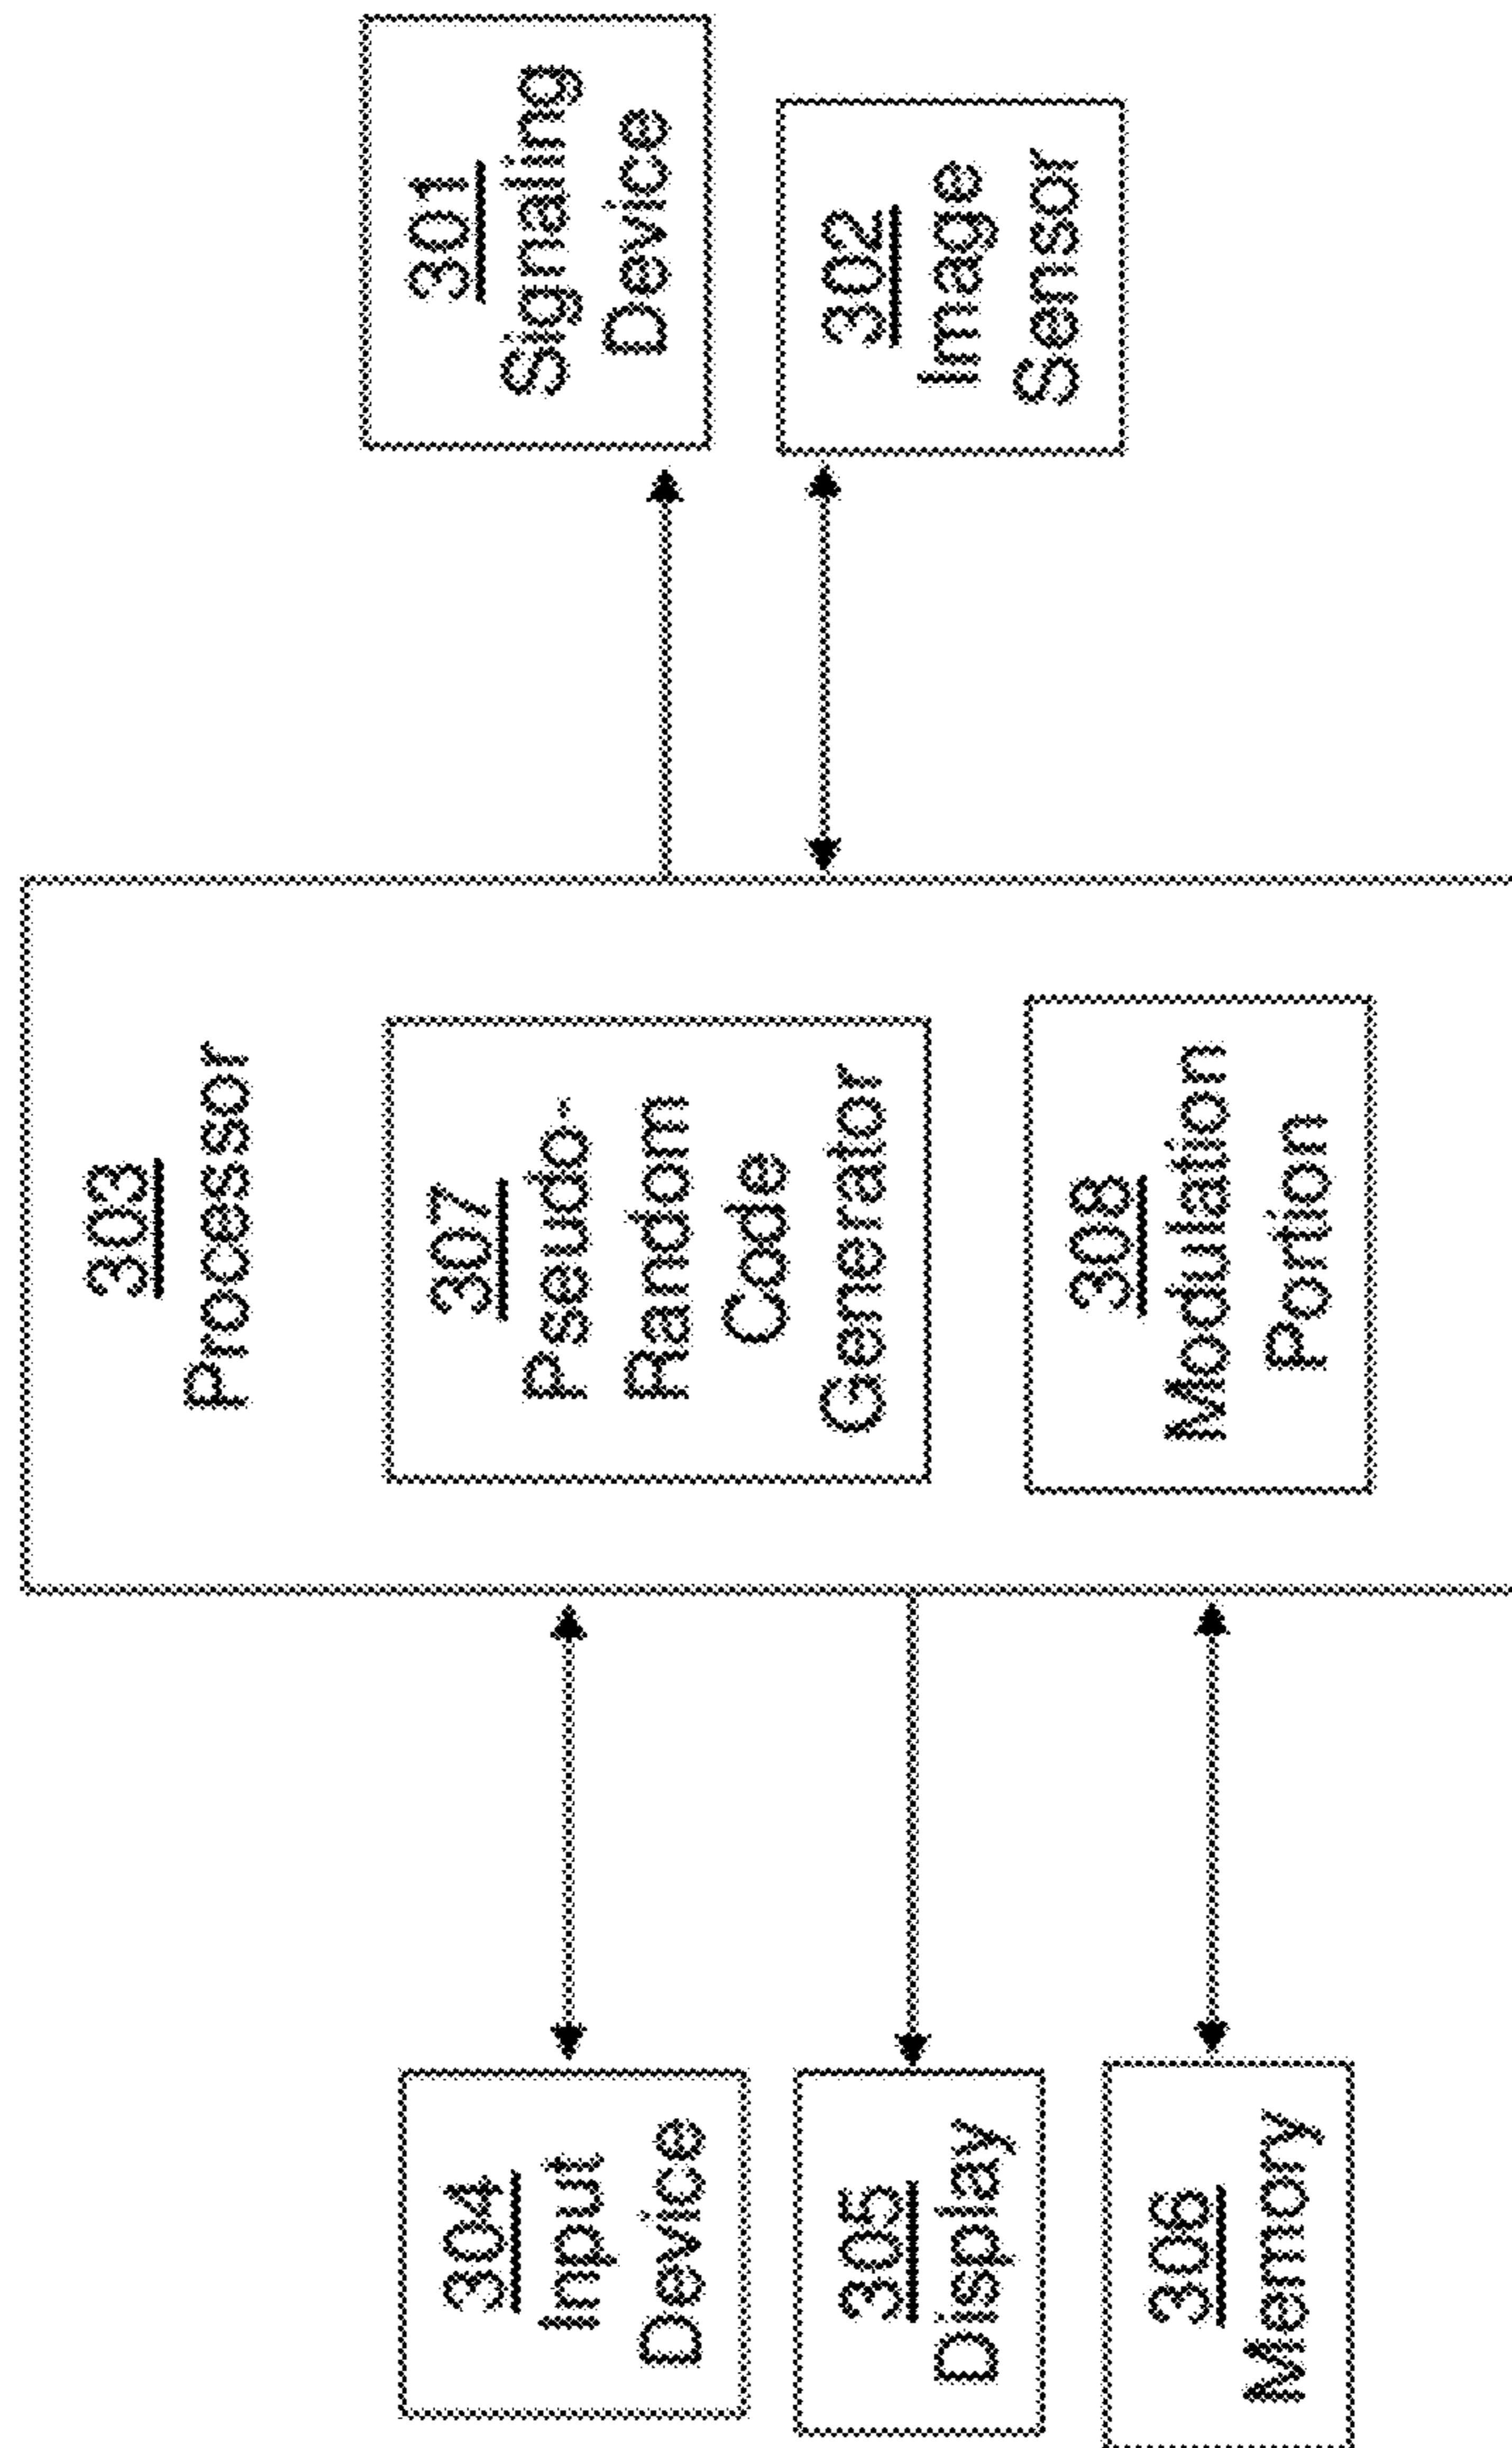 304
Input
Device
305
Display
306
Memory
303
Processor
307
Pseudo-
Random
Code
Generator
308
Modulation
Portion
301
Signaling
Device
302
Image
Sensor